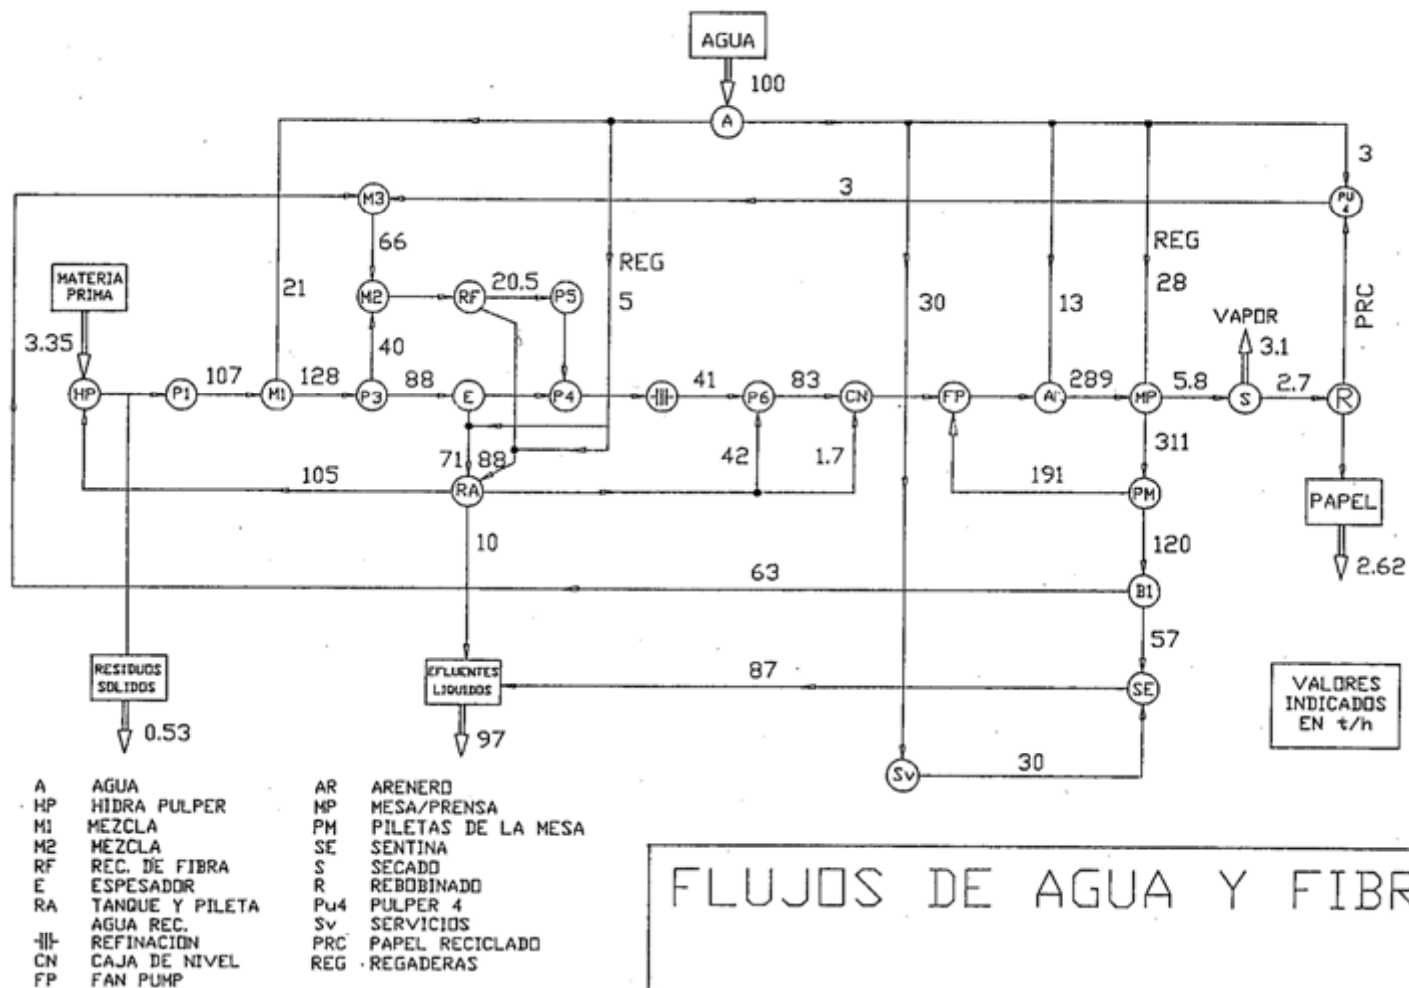 AGUA
100
A
3
M3
3
PU
4
66
REG
REG
MATERIA
PRIMA
21
M2
RF
20.5
P5
5
30
13
28
VAPOR
PRC
3.35
40
3.1
HP
P1
107
M1
128
P3
88
E
P4
41
P6
83
CN
FP
A
289
MP
5.8
S
2.7
R
311
71
88
42
1.7
105
RA
191
PM
PAPEL
10
120
63
B1
2.62
57
RESIDUOS
SOLIDOS
EFLUENTES
LIQUIDOS
87
SE
VALORES
INDICADOS
EN t/h
0.53
97
Sv
30
A AGUA
HP HIDRA PULPER
M1 MEZCLA
M2 MEZCLA
RF REC. DE FIBRA
E ESPESADOR
RA TANQUE Y PILETA
AGUA REC.
REFINACION
CN CAJA DE NIVEL
FP FAN PUMP
AR ARENERO
MP MESA/PRENSA
PM PILETAS DE LA MESA
SE SENTINA
S SECADO
R REBOBINADO
Pu4 PULPER 4
Sv SERVICIOS
PRC PAPEL RECICLADO
REG REGADERAS
FLUJOS DE AGUA Y FIBR